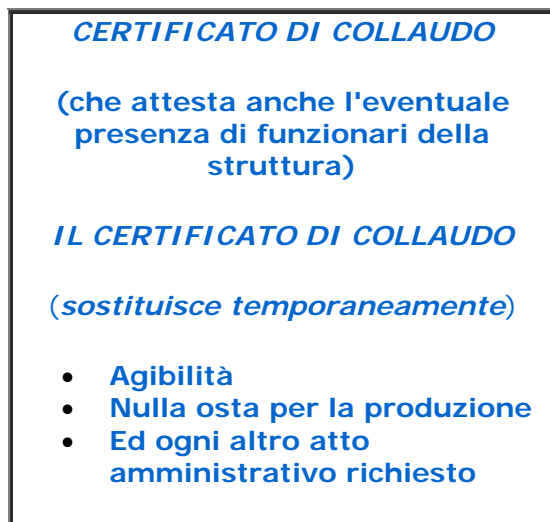 CERTIFICATO DI COLLAUDO
(che attesta anche l'eventuale
presenza di funzionari della
struttura)
IL CERTIFICATO DI COLLAUDO
(sostituisce temporaneamente)
• Agibilità
• Nulla osta per la produzione
• Ed ogni altro atto
amministrativo richiesto